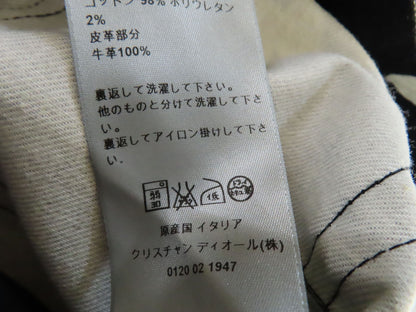 コットン 98% ポリウレタン
2%
皮革部分
牛革100%
裏返して洗濯して下さい。
他のものと分けて洗濯して下さい。
裏返してアイロン掛けして下さい。
低 ドライ
原産国 イタリア
クリスチャン ディオール(株)
0120 02 1947